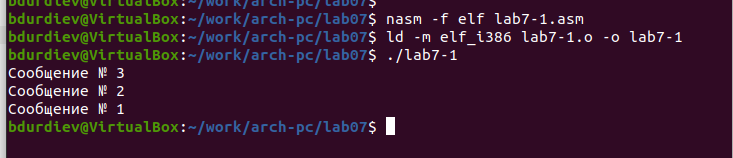 bdurdiev@VirtualBox:~/work/arch-pc/lab07$ nasm -f elf lab7-1.asm
bdurdiev@VirtualBox:~/work/arch-pc/lab07$ ld -m elf_i386 lab7-1.o -o lab7-1
bdurdiev@VirtualBox:~/work/arch-pc/lab07$ ./lab7-1
Сообщение № 3
Сообщение № 2
Сообщение № 1
bdurdiev@VirtualBox:~/work/arch-pc/lab07$